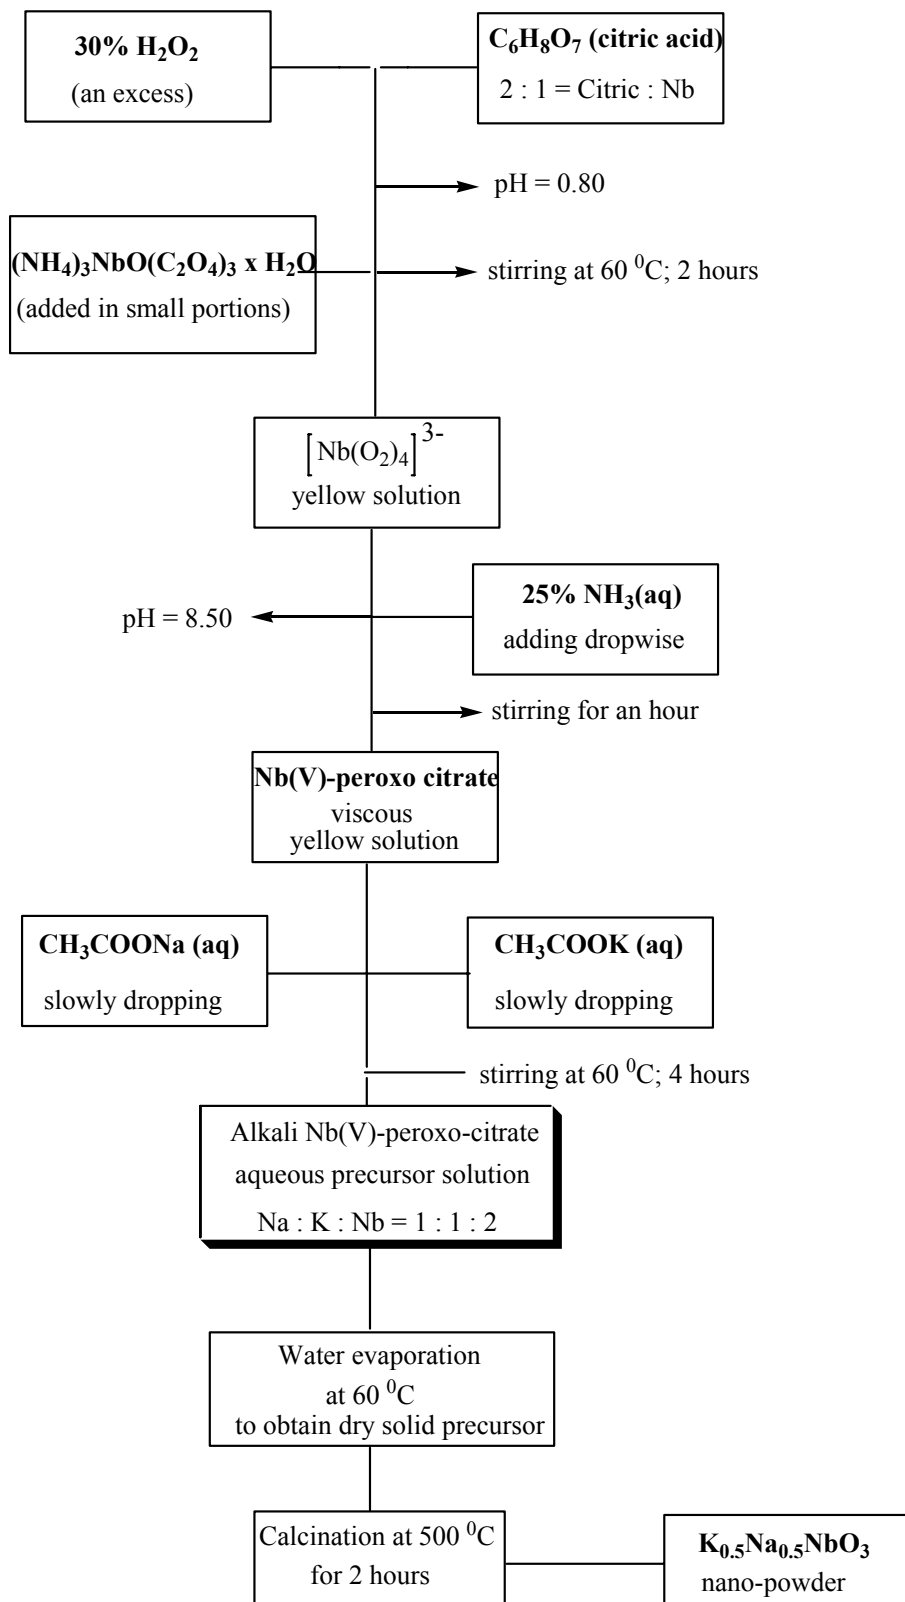 30% H₂O₂
(an excess)
C₆H₈O₇ (citric acid)
2 : 1 = Citric : Nb
pH = 0.80
(NH₄)₃NbO(C₂O₄)₃ x H₂O
(added in small portions)
stirring at 60 ⁰C; 2 hours
[Nb(O₂)₄]³⁻
yellow solution
25% NH₃(aq)
adding dropwise
pH = 8.50
stirring for an hour
Nb(V)-peroxo citrate
viscous
yellow solution
CH₃COONa (aq)
slowly dropping
CH₃COOK (aq)
slowly dropping
stirring at 60 ⁰C; 4 hours
Alkali Nb(V)-peroxo-citrate
aqueous precursor solution
Na : K : Nb = 1 : 1 : 2
Water evaporation
at 60 ⁰C
to obtain dry solid precursor
Calcination at 500 ⁰C
for 2 hours
K₀.₅Na₀.₅NbO₃
nano-powder